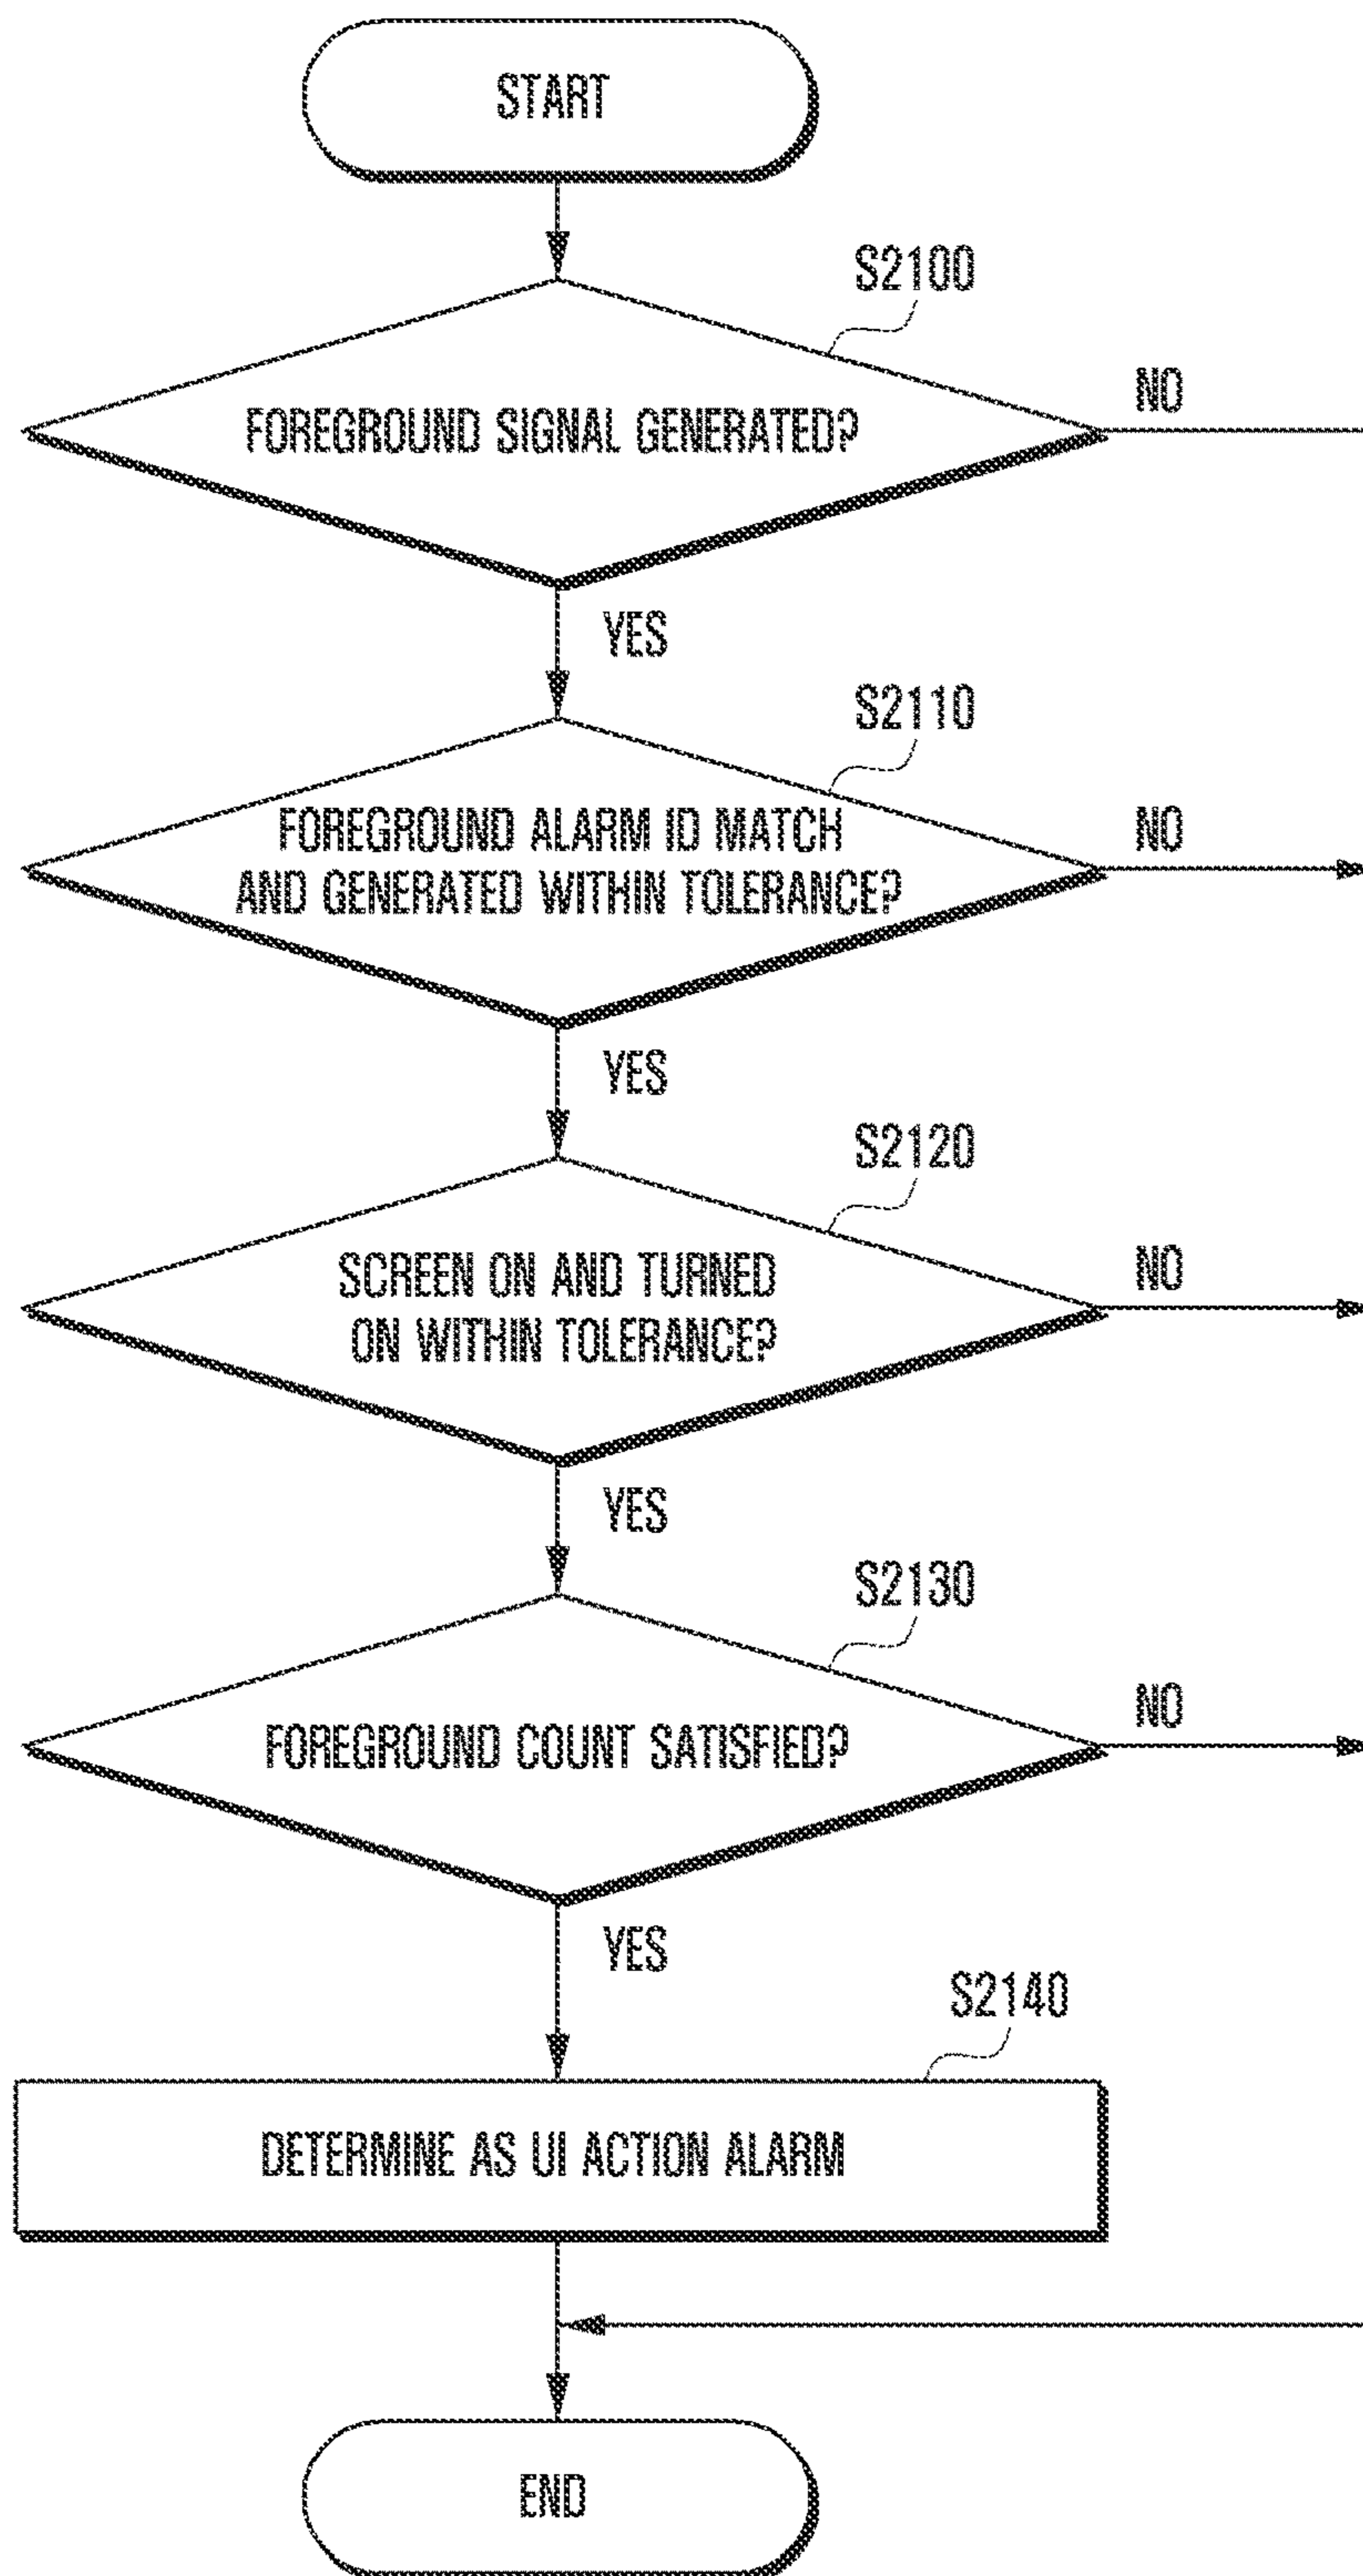 START
S2100
FOREGROUND SIGNAL GENERATED?
NO
YES
S2110
FOREGROUND ALARM ID MATCH
AND GENERATED WITHIN TOLERANCE?
NO
YES
S2120
SCREEN ON AND TURNED
ON WITHIN TOLERANCE?
NO
YES
S2130
FOREGROUND COUNT SATISFIED?
NO
YES
S2140
DETERMINE AS UI ACTION ALARM
END